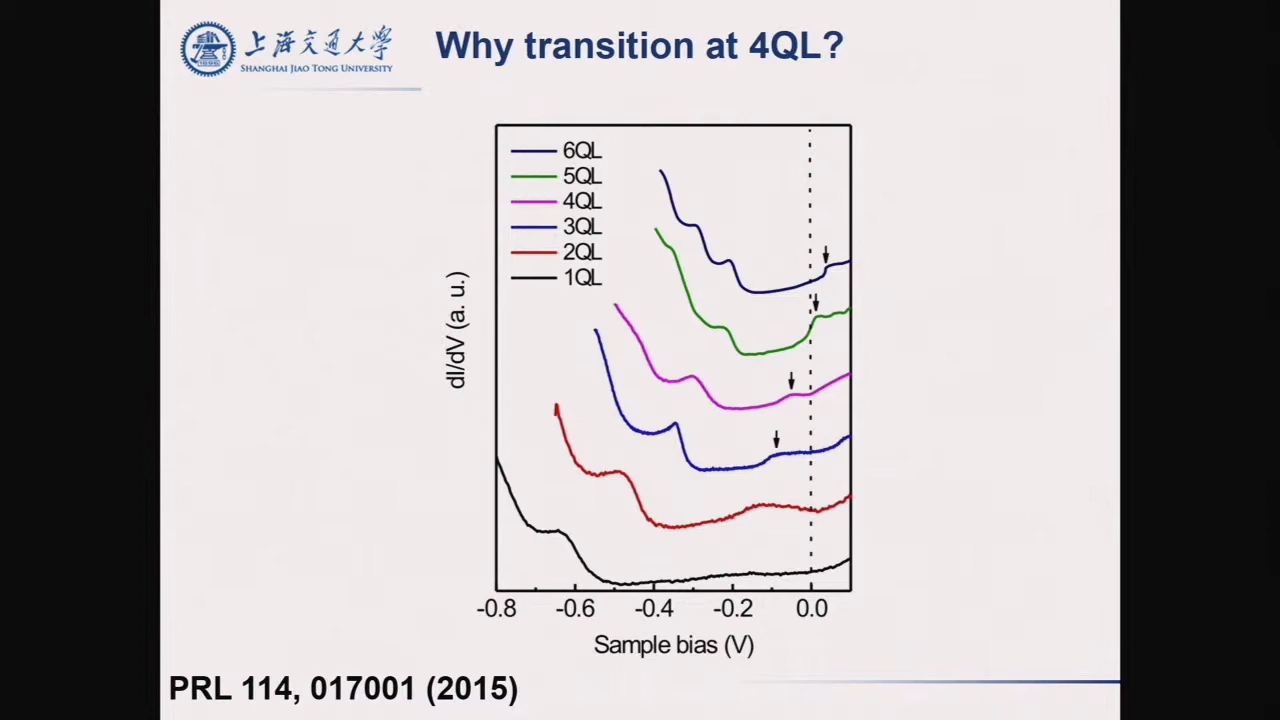 上海交通大学
SHANGHAI JIAO TONG UNIVERSITY
Why transition at 4QL?
6QL
5QL
4QL
3QL
2QL
1QL
dI/dV (a. u.)
-0.8 -0.6 -0.4 -0.2 0.0
Sample bias (V)
PRL 114, 017001 (2015)